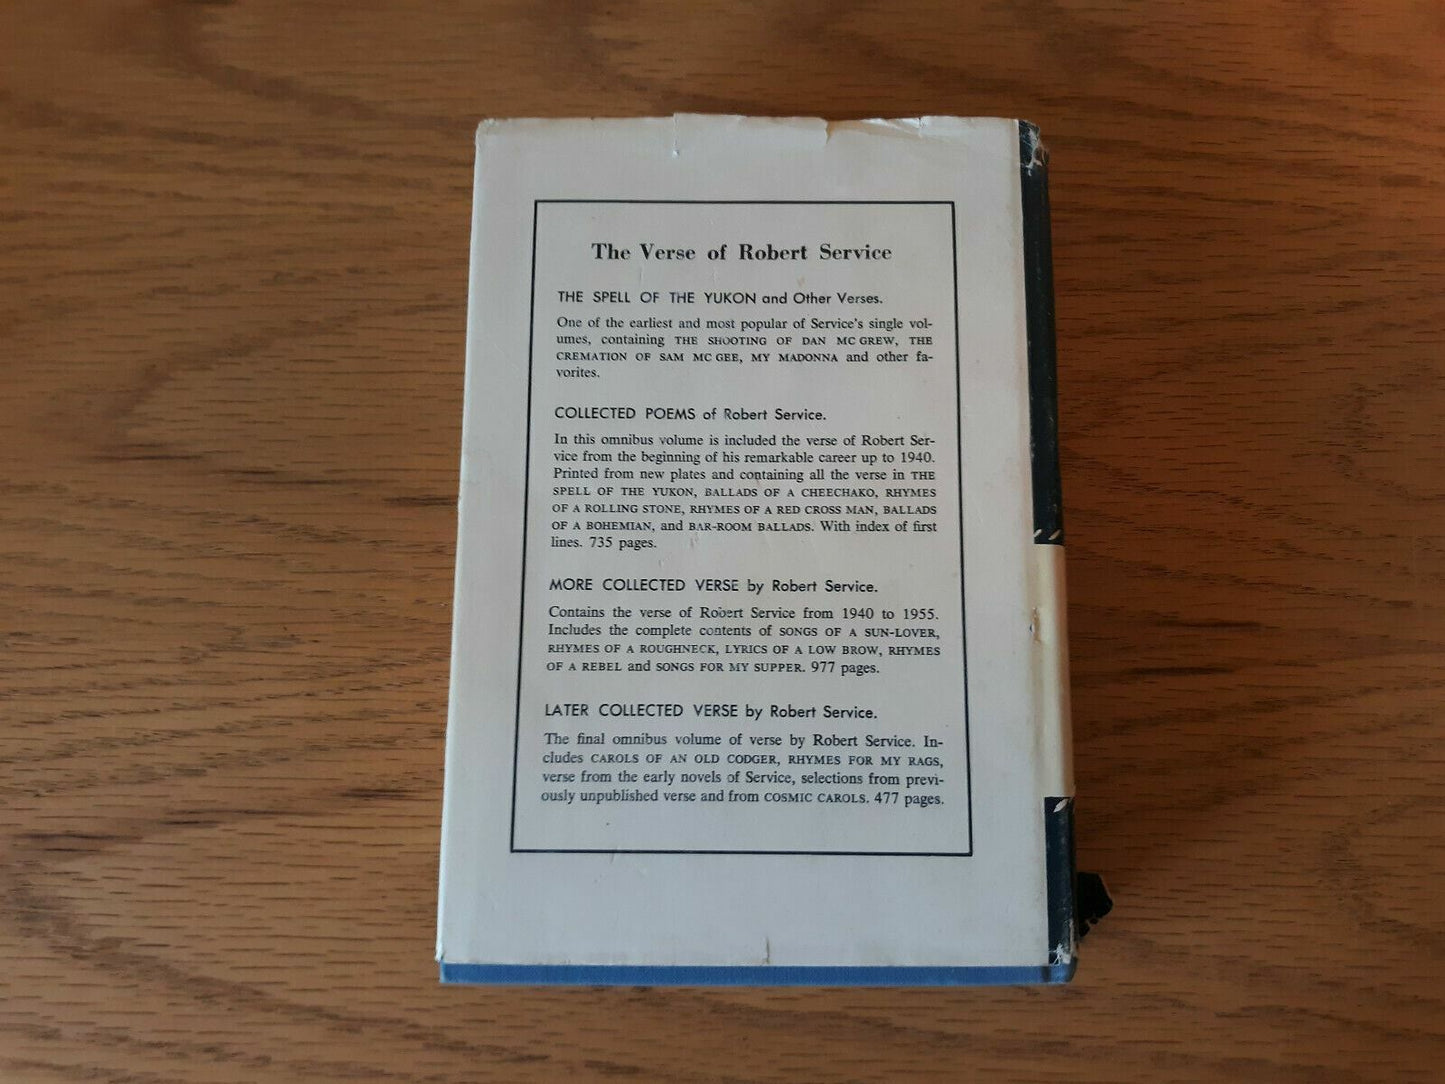 The Verse of Robert Service
THE SPELL OF THE YUKON and Other Verses.
One of the earliest and most popular of Service's single vol-
umes, containing THE SHOOTING OF DAN MC GREW, THE
CREMATION OF SAM MC GEE, MY MADONNA and other fa-
vorites.
COLLECTED POEMS of Robert Service.
In this omnibus volume is included the verse of Robert Ser-
vice from the beginning of his remarkable career up to 1940.
Printed from new plates and containing all the verse in THE
SPELL OF THE YUKON, BALLADS OF A CHEECHAKO, RHYMES
OF A ROLLING STONE, RHYMES OF A RED CROSS MAN, BALLADS
OF A BOHEMIAN, and BAR-ROOM BALLADS. With index of first
lines. 735 pages.
MORE COLLECTED VERSE by Robert Service.
Contains the verse of Robert Service from 1940 to 1955.
Includes the complete contents of SONGS OF A SUN-LOVER,
RHYMES OF A ROUGHNECK, LYRICS OF A LOW BROW, RHYMES
OF A REBEL and SONGS FOR MY SUPPER. 977 pages.
LATER COLLECTED VERSE by Robert Service.
The final omnibus volume of verse by Robert Service. In-
cludes CAROLS OF AN OLD CODGER, RHYMES FOR MY RAGS,
verse from the early novels of Service, selections from previ-
ously unpublished verse and from COSMIC CAROLS. 477 pages.